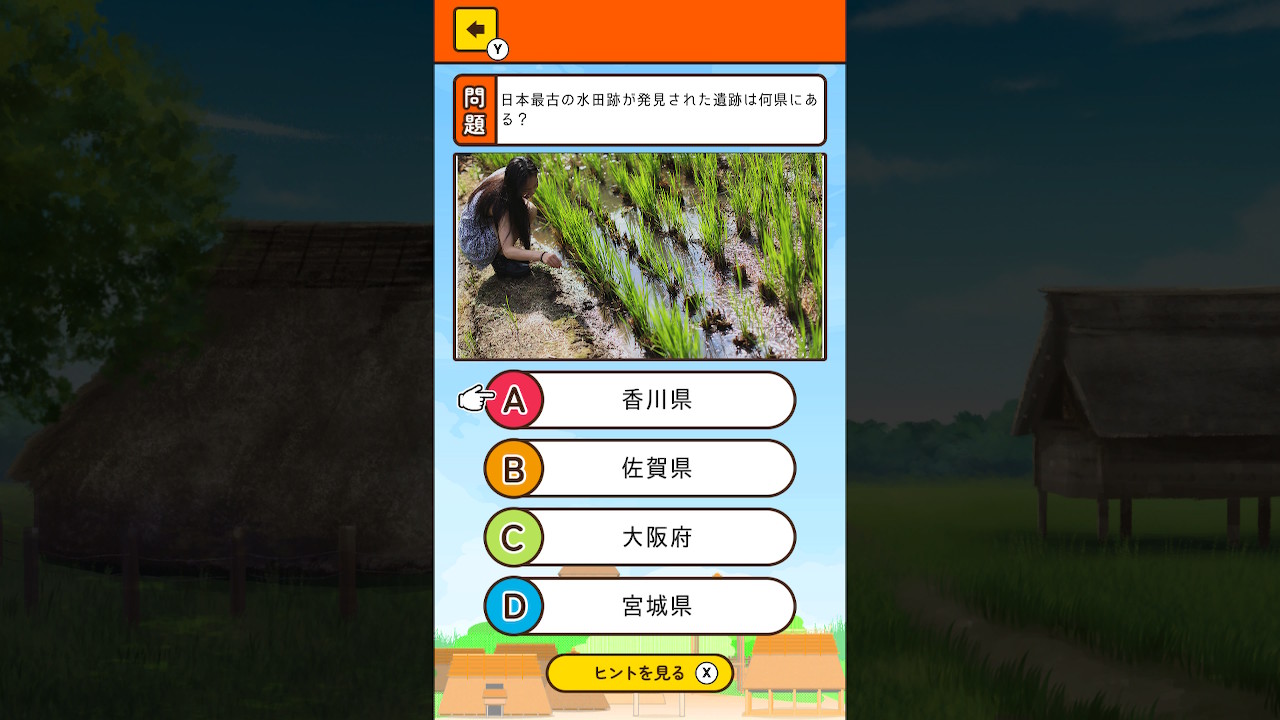 Y
問題
日本最古の水田跡が発見された遺跡は何県にあ
る？
A 香川県
B 佐賀県
C 大阪府
D 宮城県
ヒントを見る X